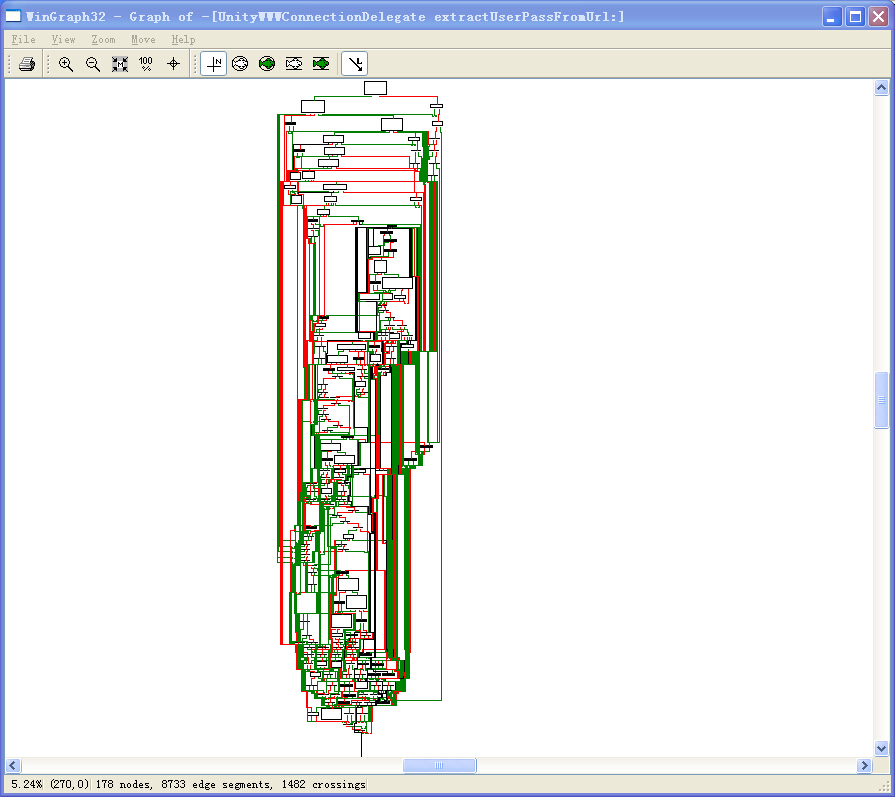 WinGraph32 - Graph of -[UnityWWWConnectionDelegate extractUserPassFromUrl:]
File View Zoom Move Help
100 %
N
5.24% (270,0) 178 nodes, 8733 edge segments, 1482 crossings